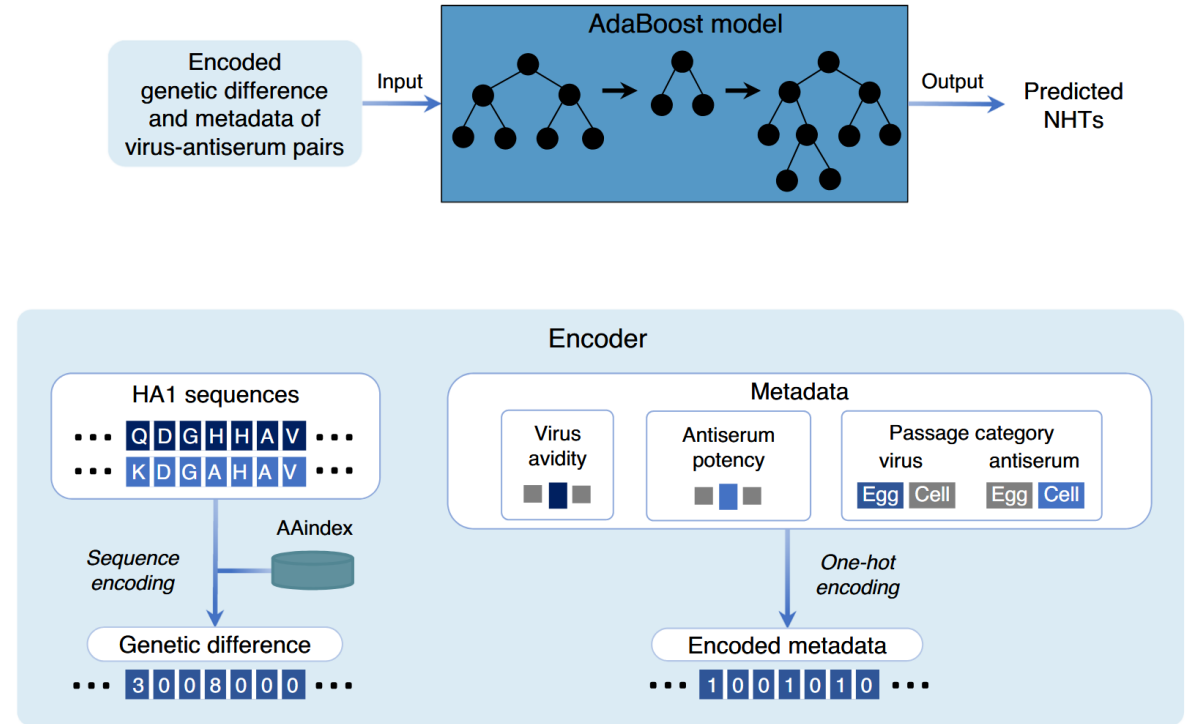 AdaBoost model
Encoded
genetic difference
and metadata of
virus-antiserum pairs
Input
Output
Predicted
NHTs
Encoder
HA1 sequences
... Q D G H H A V ...
... K D G A H A V ...
AAindex
Sequence
encoding
Genetic difference
... 3 0 0 8 0 0 0 ...
Metadata
Virus
avidity
Antiserum
potency
Passage category
virus antiserum
Egg Cell Egg Cell
One-hot
encoding
Encoded metadata
... 1 0 0 1 0 1 0 ...